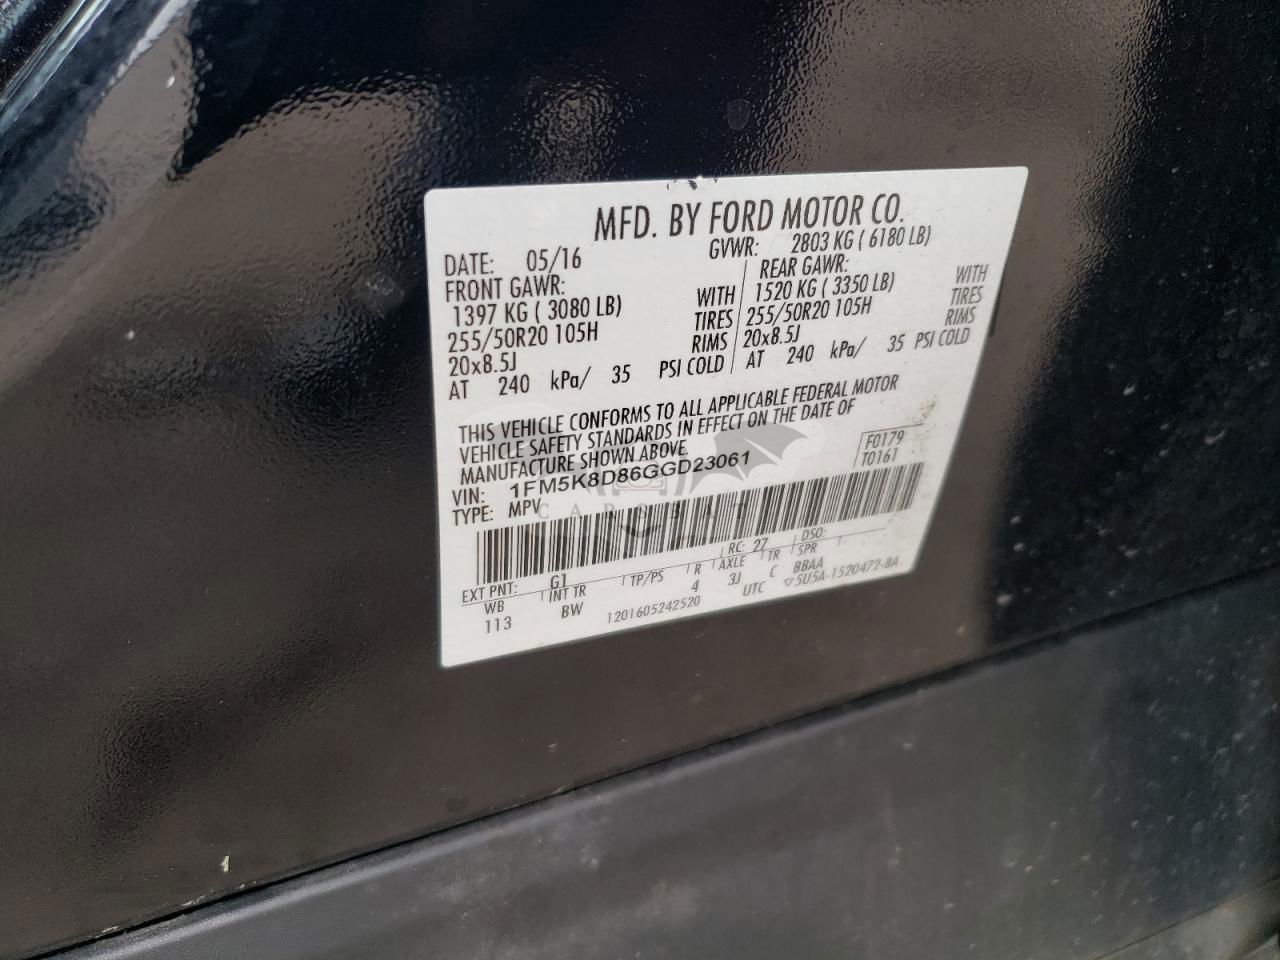 MFD. BY FORD MOTOR CO.
DATE: 05/16 GVWR: 2803 KG ( 6180 LB)
FRONT GAWR: REAR GAWR:
1397 KG ( 3080 LB) WITH 1520 KG ( 3350 LB) WITH
255/50R20 105H TIRES 255/50R20 105H TIRES
20x8.5J RIMS 20x8.5J RIMS
AT 240 kPa/ 35 PSI COLD AT 240 kPa/ 35 PSI COLD
THIS VEHICLE CONFORMS TO ALL APPLICABLE FEDERAL MOTOR
VEHICLE SAFETY STANDARDS IN EFFECT ON THE DATE OF
MANUFACTURE SHOWN ABOVE.
F0179
VIN: 1FM5K8D86GGD23061 T0161
TYPE: MPV
CARCBAT
EXT PNT: G1 RC: 27 DSO:
WB INT TR TP/PS R AXLE TR SPR
113 BW 4 3J C BBAA
1201605242520 UTC 5U5A-1520472-BA